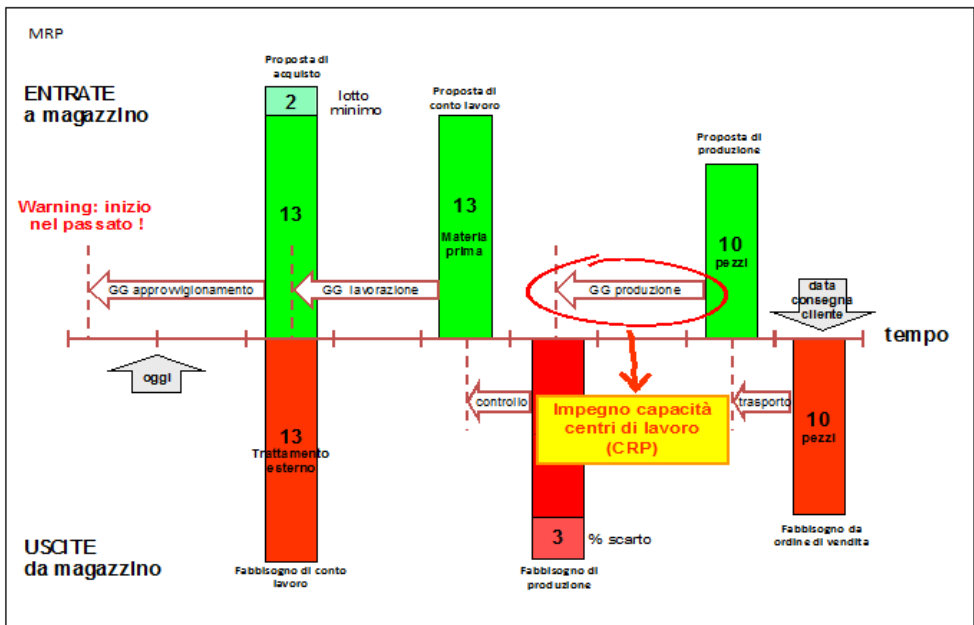 MRP
ENTRATE
a magazzino
Proposta di
acquisto
2
lotto
minimo
Proposta di
conto lavoro
Proposta di
produzione
Warning: inizio
nel passato !
13
13
Materia
prima
10
pezzi
GG approvvigionamento
GG lavorazione
GG produzione
data
consegna
cliente
tempo
oggi
controllo
trasporto
Impegno capacità
centri di lavoro
(CRP)
13
Trattamento
esterno
10
pezzi
3
% scarto
USCITE
da magazzino
Fabbisogno di conto
lavoro
Fabbisogno di
produzione
Fabbisogno da
ordine di vendita